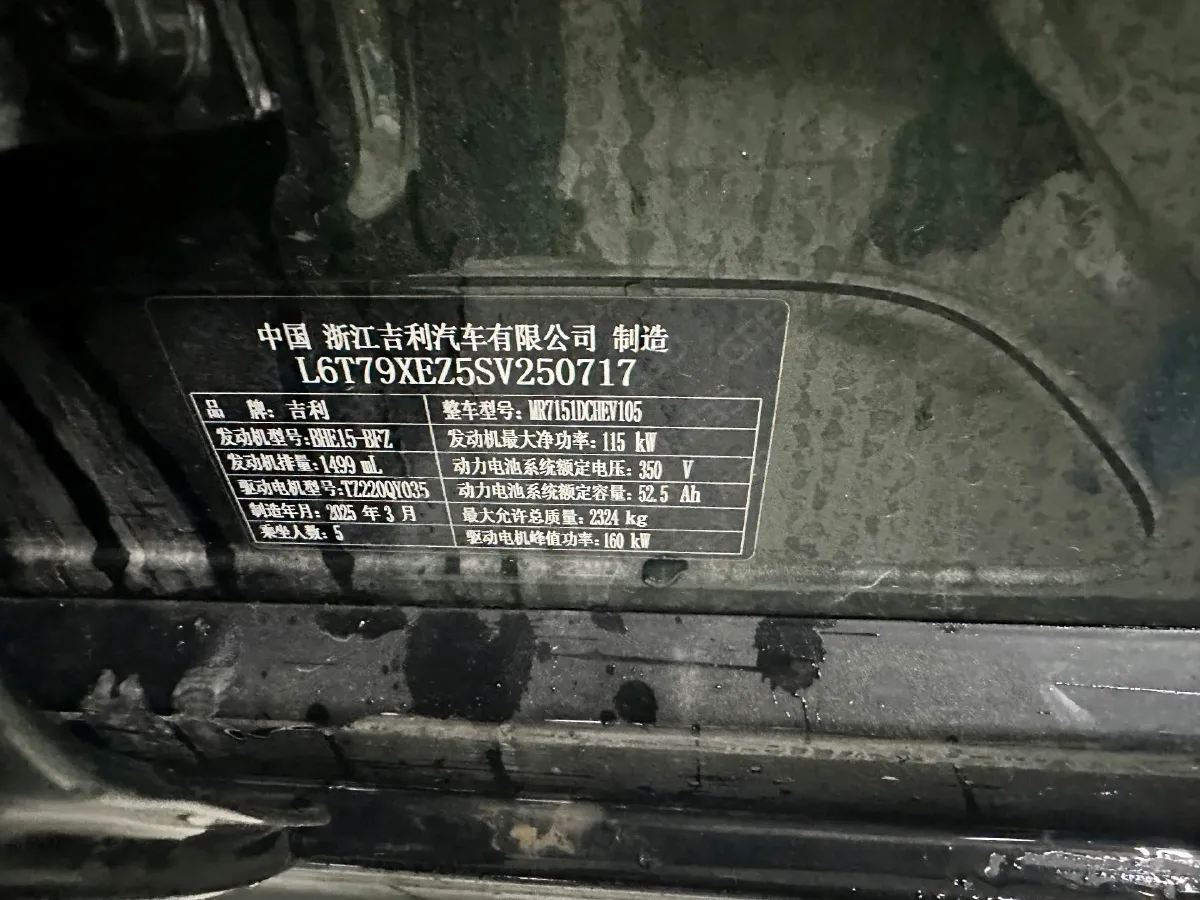 中国 浙江吉利汽车有限公司 制造
L6T79XEZ5SV250717
品 牌: 吉利 整车型号: MR7151DCHEV105
发动机型号:BHE15-BFZ 发动机最大净功率: 115 kW
发动机排量:1499 mL 动力电池系统额定电压: 350 V
驱动电机型号:TZ220QY035 动力电池系统额定容量: 52.5 Ah
制造年月: 2025 年 3 月 最大允许总质量: 2324 kg
乘坐人数: 5 驱动电机峰值功率: 160 kW